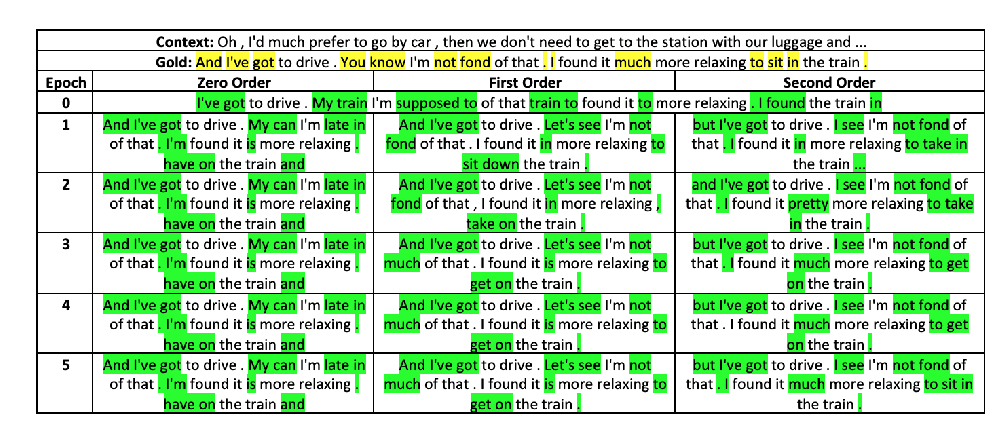 Context: Oh , I'd much prefer to go by car , then we don't need to get to the station with our luggage and ...
Gold: And I've got to drive . You know I'm not fond of that . I found it much more relaxing to sit in the train .
Epoch Zero Order First Order Second Order
0 I've got to drive . My train I'm supposed to of that train to found it to more relaxing . I found the train in
1
And I've got to drive . My can I'm late in
of that . I'm found it is more relaxing .
have on the train and
And I've got to drive . Let's see I'm not
fond of that . I found it in more relaxing to
sit down the train .
but I've got to drive . I see I'm not fond of
that . I found it in more relaxing to take in
the train ...
2
And I've got to drive . My can I'm late in
of that . I'm found it is more relaxing .
have on the train and
And I've got to drive . Let's see I'm not
fond of that , I found it in more relaxing ,
take on the train .
and I've got to drive . I see I'm not fond of
that . I found it pretty more relaxing to take
in the train .
3
And I've got to drive . My can I'm late in
of that . I'm found it is more relaxing .
have on the train and
And I've got to drive . Let's see I'm not
much of that . I found it is more relaxing to
get on the train .
but I've got to drive . I see I'm not fond of
that . I found it much more relaxing to get
on the train .
4
And I've got to drive . My can I'm late in
of that . I'm found it is more relaxing .
have on the train and
And I've got to drive . Let's see I'm not
much of that . I found it is more relaxing to
get on the train .
but I've got to drive . I see I'm not fond of
that . I found it much more relaxing to get
on the train .
5
And I've got to drive . My can I'm late in
of that . I'm found it is more relaxing .
have on the train and
And I've got to drive . Let's see I'm not
much of that . I found it is more relaxing to
get on the train .
but I've got to drive . I see I'm not fond of
that . I found it much more relaxing to sit in
the train .